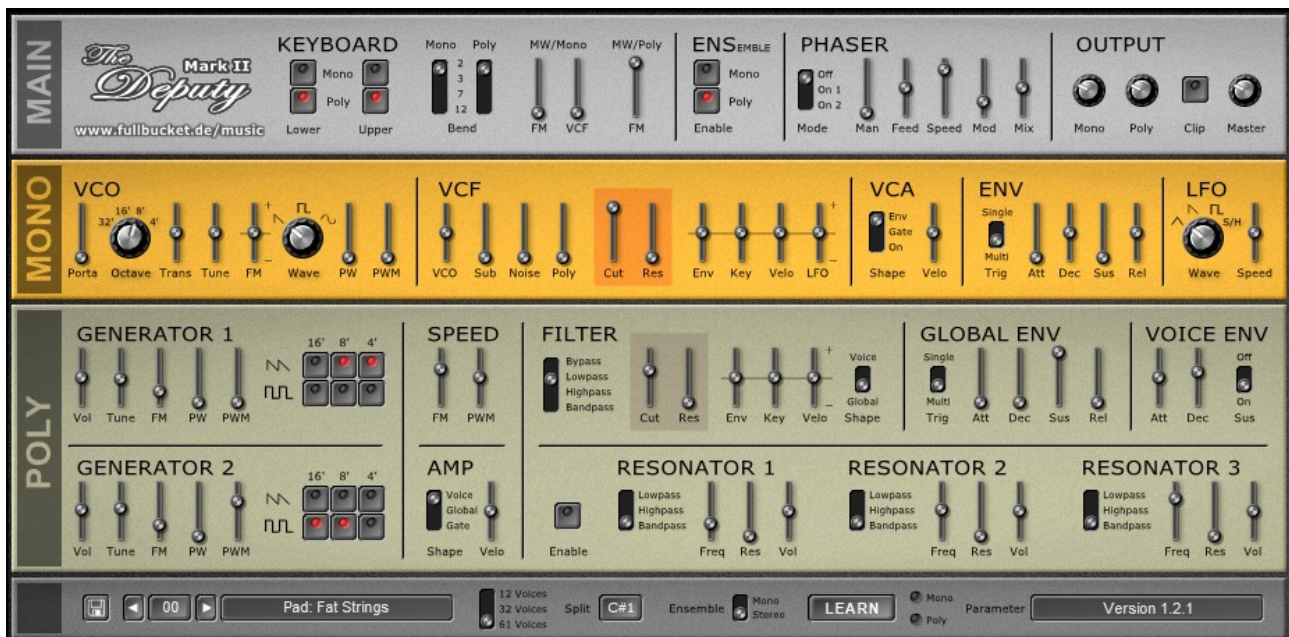 MAIN
The Deputy Mark II
www.fullbucket.de/music
KEYBOARD
Mono
Poly
Lower Upper
Mono Poly
2
3
7
12
Bend
MW/Mono MW/Poly
FM VCF FM
ENSEMBLE
Mono
Poly
Enable
PHASER
Off
On 1
On 2
Mode Man Feed Speed Mod Mix
OUTPUT
Mono Poly Clip Master
MONO
VCO
32' 16' 8' 4'
+
−
Porta Octave Trans Tune FM Wave PW PWM
VCF
+
−
VCO Sub Noise Poly Cut Res Env Key Velo LFO
VCA
Env
Gate
On
Shape Velo
ENV
Single
Multi
Trig Att Dec Sus Rel
LFO
S/H
Wave Speed
POLY
GENERATOR 1
16' 8' 4'
Vol Tune FM PW PWM
SPEED
FM PWM
FILTER
Bypass
Lowpass
Highpass
Bandpass
+
−
Cut Res Env Key Velo
Voice
Global
Shape
GLOBAL ENV
Single
Multi
Trig Att Dec Sus Rel
VOICE ENV
Off
On
Att Dec Sus
GENERATOR 2
16' 8' 4'
Vol Tune FM PW PWM
AMP
Voice
Global
Gate
Shape Velo
Enable
RESONATOR 1
Lowpass
Highpass
Bandpass
Freq Res Vol
RESONATOR 2
Lowpass
Highpass
Bandpass
Freq Res Vol
RESONATOR 3
Lowpass
Highpass
Bandpass
Freq Res Vol
00
Pad: Fat Strings
12 Voices
32 Voices
61 Voices
Split C#1
Ensemble
Mono
Stereo
LEARN
Mono
Poly
Parameter
Version 1.2.1